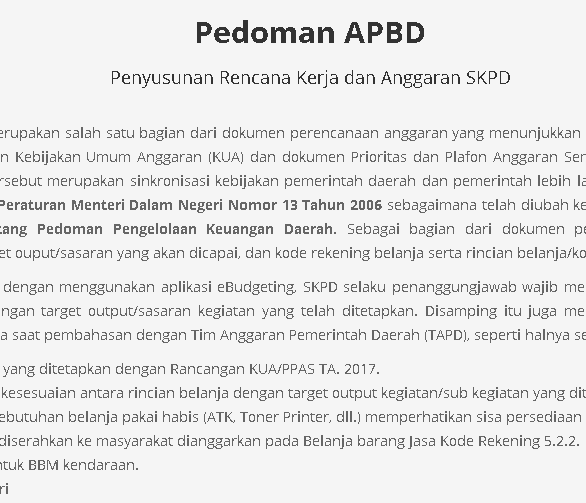 Pedoman APBD
Penyusunan Rencana Kerja dan Anggaran SKPD
erupakan salah satu bagian dari dokumen perencanaan anggaran yang menunjukkan
n Kebijakan Umum Anggaran (KUA) dan dokumen Prioritas dan Plafon Anggaran Sem
rsebut merupakan sinkronisasi kebijakan pemerintah daerah dan pemerintah lebih la
Peraturan Menteri Dalam Negeri Nomor 13 Tahun 2006 sebagaimana telah diubah ke
tang Pedoman Pengelolaan Keuangan Daerah. Sebagai bagian dari dokumen pe
et ouput/sasaran yang akan dicapai, dan kode rekening belanja serta rincian belanja/ko
dengan menggunakan aplikasi eBudgeting, SKPD selaku penanggungjawab wajib me
ngan target output/sasaran kegiatan yang telah ditetapkan. Disamping itu juga me
a saat pembahasan dengan Tim Anggaran Pemerintah Daerah (TAPD), seperti halnya se
yang ditetapkan dengan Rancangan KUA/PPAS TA. 2017.
kesesuaian antara rincian belanja dengan target output kegiatan/sub kegiatan yang dit
ebutuhan belanja pakai habis (ATK, Toner Printer, dll.) memperhatikan sisa persediaan
diserahkan ke masyarakat dianggarkan pada Belanja barang Jasa Kode Rekening 5.2.2.
ntuk BBM kendaraan.
ri